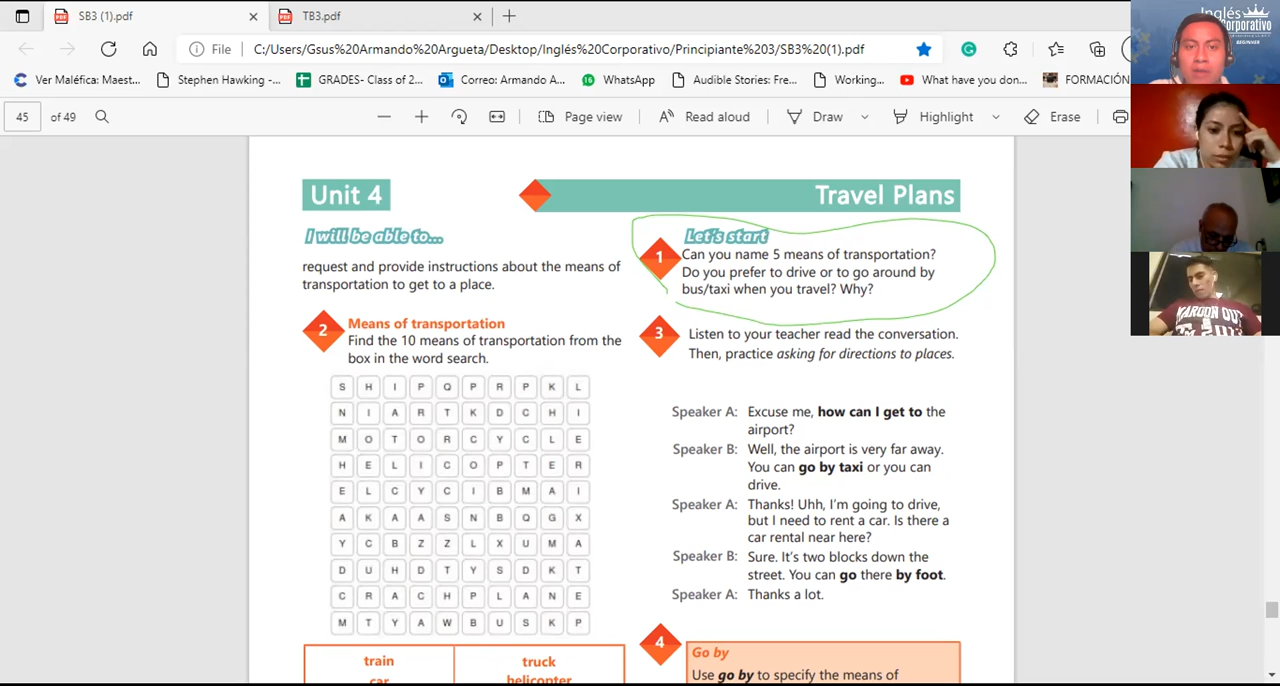 SB3 (1).pdf
TB3.pdf
File
C:/Users/Gsus%20Armando%20Argueta/Desktop/Inglés%20Corporativo/Principiante%203/SB3%20(1).pdf
Ver Maléfica: Maest...
Stephen Hawking -...
GRADES- Class of 2...
Correo: Armando A...
16
WhatsApp
Audible Stories: Fre...
Working...
What have you don...
FORMACIÓN
45 of 49
Page view
Read aloud
Draw
Highlight
Erase
Inglés
Corporativo
BEGINNER
MAROON OUT
Unit 4
Travel Plans
I will be able to...
request and provide instructions about the means of
transportation to get to a place.
1
Let's start
Can you name 5 means of transportation?
Do you prefer to drive or to go around by
bus/taxi when you travel? Why?
2
Means of transportation
Find the 10 means of transportation from the
box in the word search.
S H I P Q P R P K L
N I A R T K D C H I
M O T O R C Y C L E
H E L I C O P T E R
E L C Y C I B M A I
A K A A S N B Q G X
Y C B Z Z L X U M A
D U H D T Y S D K T
C R A C H P L A N E
M T Y A W B U S K P
train
truck
car
helicopter
3
Listen to your teacher read the conversation.
Then, practice asking for directions to places.
Speaker A: Excuse me, how can I get to the
airport?
Speaker B: Well, the airport is very far away.
You can go by taxi or you can
drive.
Speaker A: Thanks! Uhh, I'm going to drive,
but I need to rent a car. Is there a
car rental near here?
Speaker B: Sure. It's two blocks down the
street. You can go there by foot.
Speaker A: Thanks a lot.
4
Go by
Use go by to specify the means of